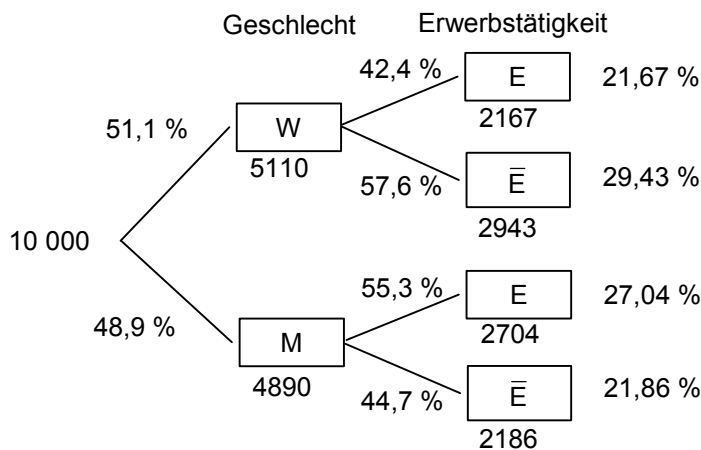 Geschlecht Erwerbstätigkeit
42,4 % E 21,67 %
2167
51,1 % W
5110
57,6 % Ē 29,43 %
2943
10 000
55,3 % E 27,04 %
2704
48,9 % M
4890
44,7 % Ē 21,86 %
2186